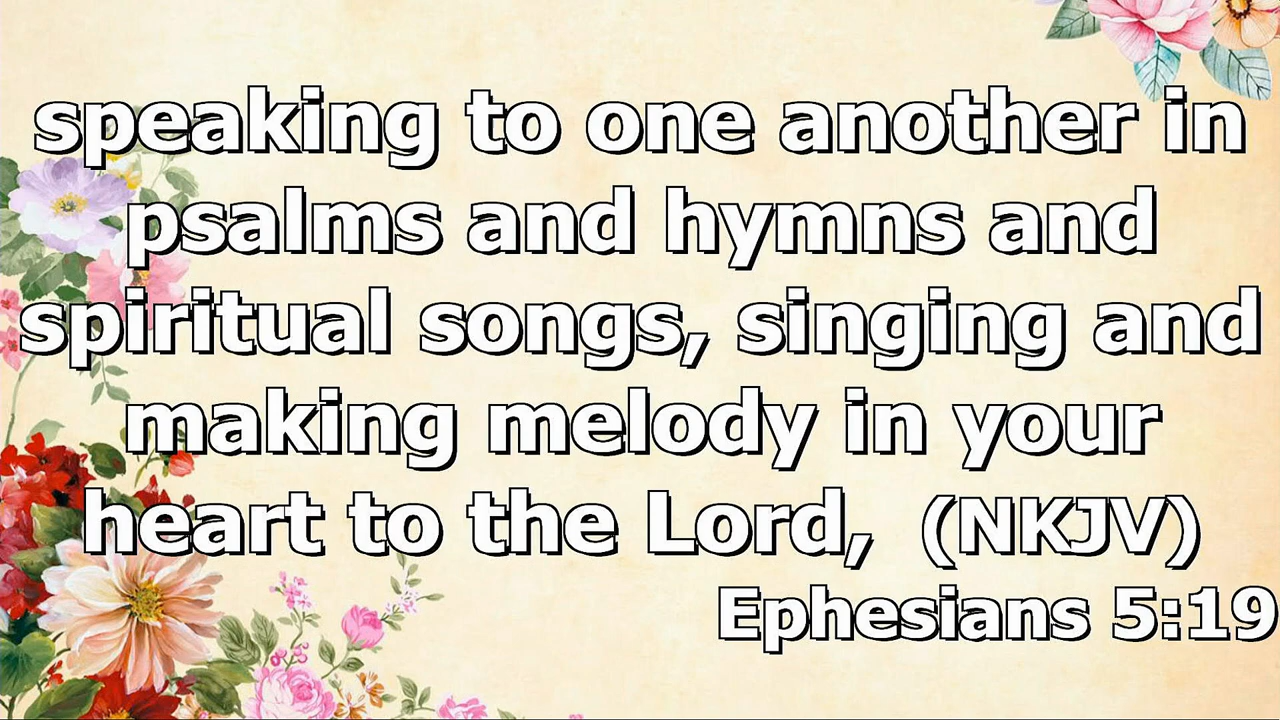 speaking to one another in
psalms and hymns and
spiritual songs, singing and
making melody in your
heart to the Lord, (NKJV)
Ephesians 5:19